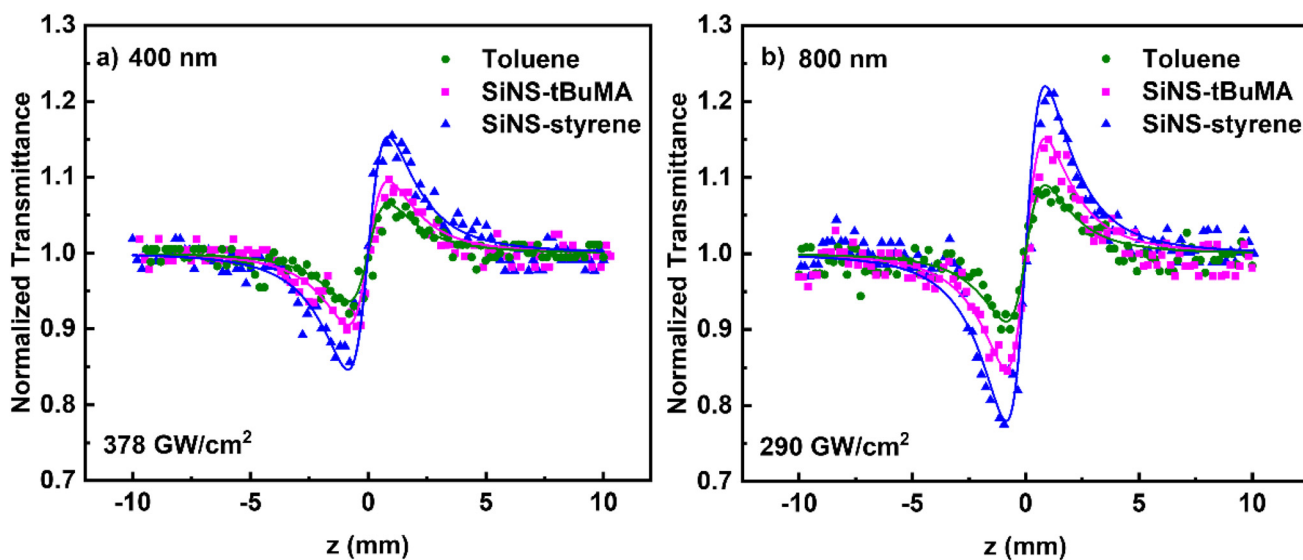 a) 400 nm
Toluene
SiNS-tBuMA
SiNS-styrene
378 GW/cm²
Normalized Transmittance
1.3
1.2
1.1
1.0
0.9
0.8
0.7
-10
-5
0
5
10
z (mm)
b) 800 nm
Toluene
SiNS-tBuMA
SiNS-styrene
290 GW/cm²
Normalized Transmittance
1.3
1.2
1.1
1.0
0.9
0.8
0.7
-10
-5
0
5
10
z (mm)